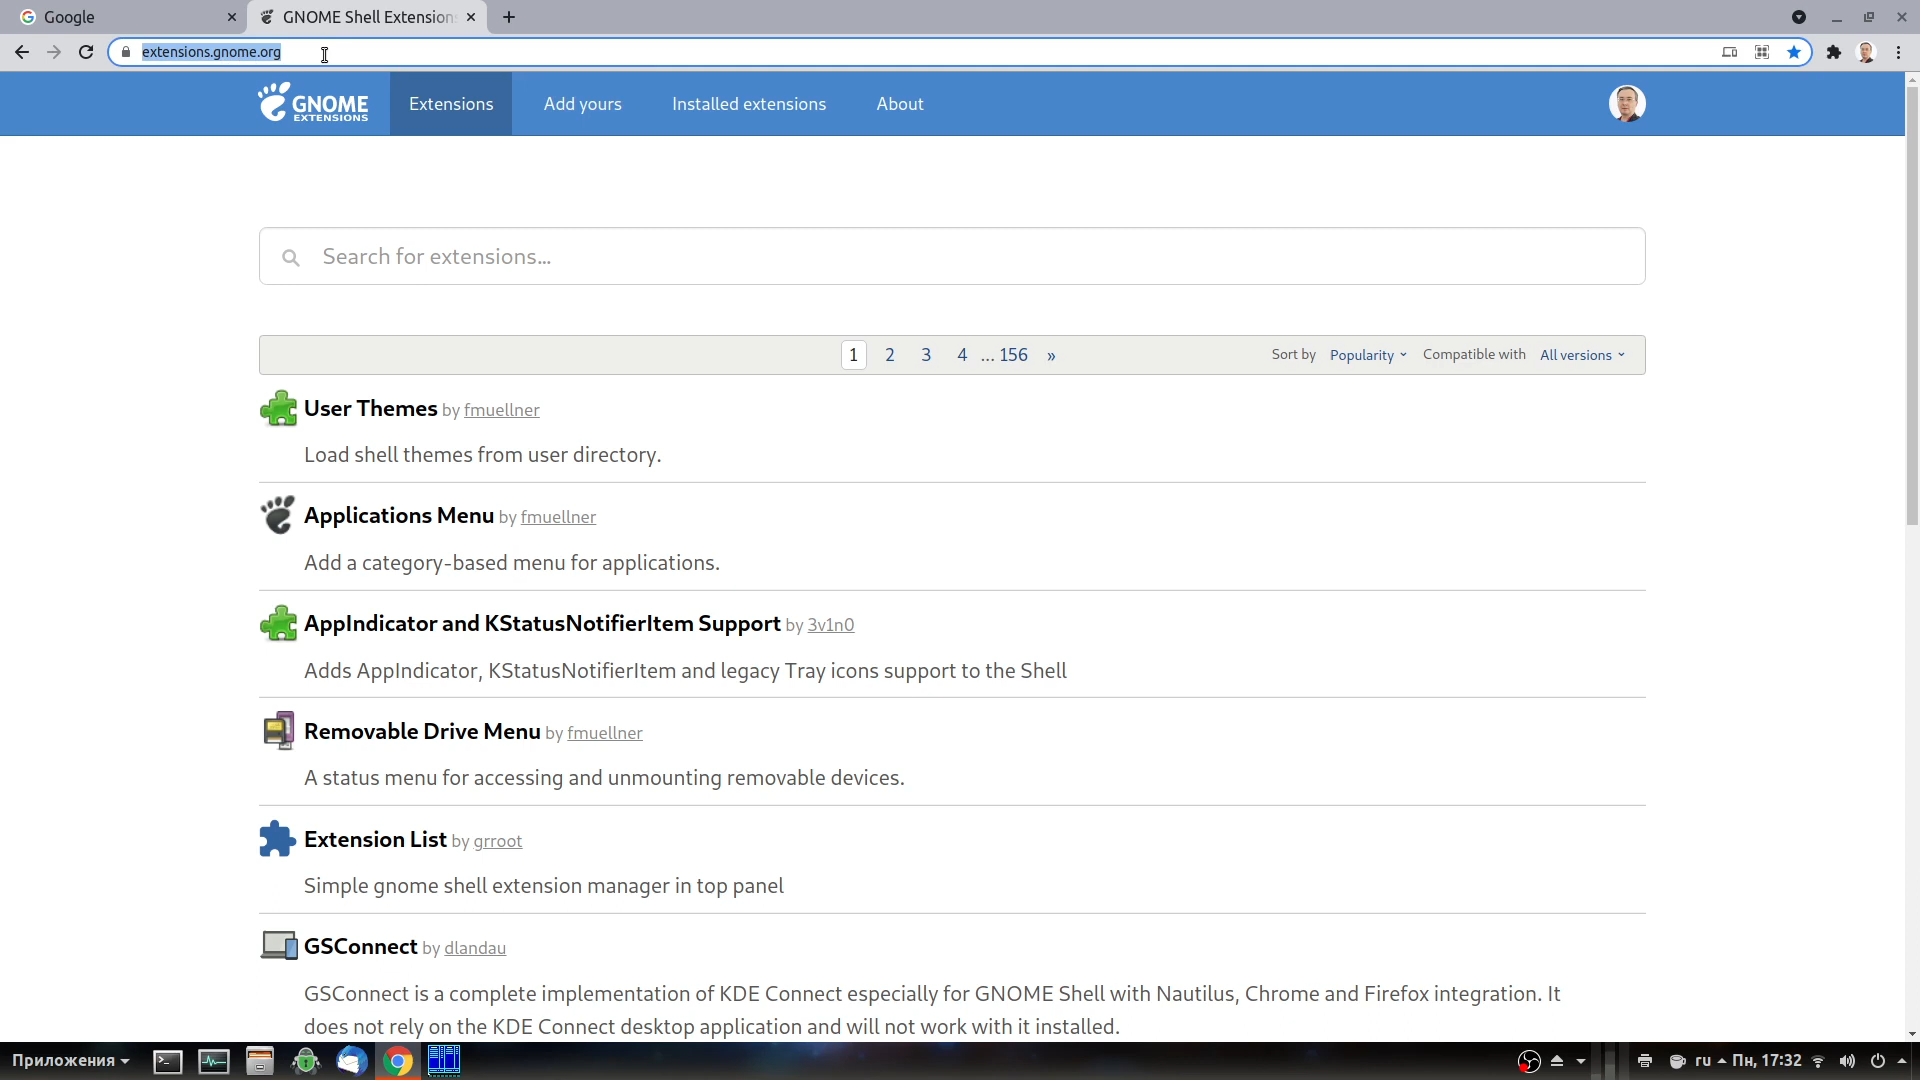 Google
GNOME Shell Extension
extensions.gnome.org
GNOME
EXTENSIONS
Extensions
Add yours
Installed extensions
About
Search for extensions...
1 2 3 4 ... 156 »
Sort by Popularity
Compatible with All versions
User Themes by fmuellner
Load shell themes from user directory.
Applications Menu by fmuellner
Add a category-based menu for applications.
AppIndicator and KStatusNotifierItem Support by 3v1n0
Adds AppIndicator, KStatusNotifierItem and legacy Tray icons support to the Shell
Removable Drive Menu by fmuellner
A status menu for accessing and unmounting removable devices.
Extension List by grroot
Simple gnome shell extension manager in top panel
GSConnect by dlandau
GSConnect is a complete implementation of KDE Connect especially for GNOME Shell with Nautilus, Chrome and Firefox integration. It
does not rely on the KDE Connect desktop application and will not work with it installed.
Приложения
ru
Пн, 17:32